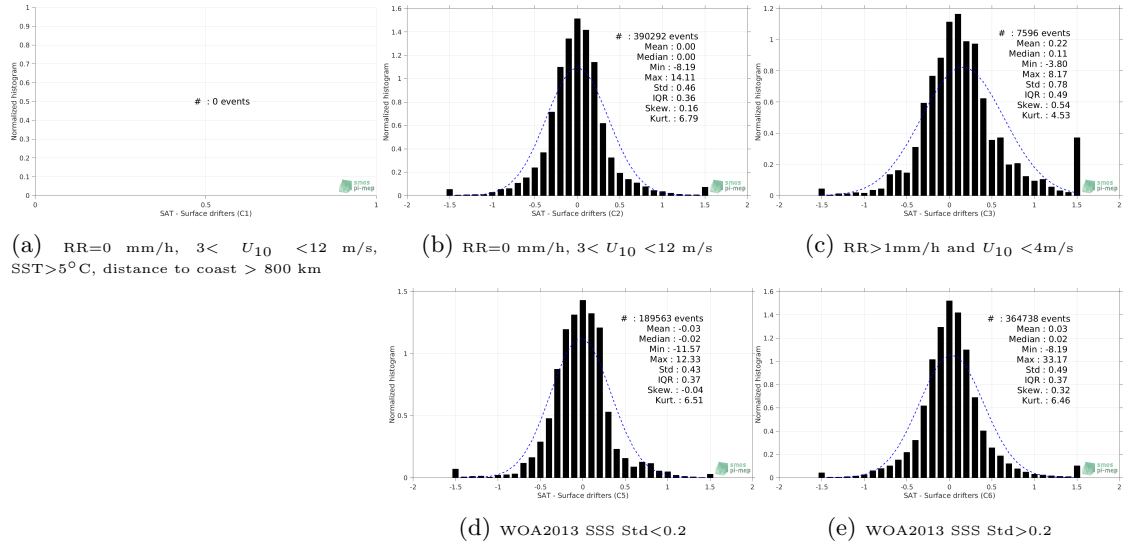 1
0.9
0.8
0.7
0.6
0.5
0.4
0.3
0.2
0.1
0
Normalized histogram
# : 0 events
smos
pi-mep
0 0.5 1
SAT - Surface drifters (C1)
(a) RR=0 mm/h, 3< U10 <12 m/s,
SST>5°C, distance to coast > 800 km
1.6
1.4
1.2
1
0.8
0.6
0.4
0.2
0
Normalized histogram
# : 390292 events
Mean : 0.00
Median : 0.00
Min : -8.19
Max : 14.11
Std : 0.46
IQR : 0.36
Skew. : 0.16
Kurt. : 6.79
smos
pi-mep
-2 -1.5 -1 -0.5 0 0.5 1 1.5 2
SAT - Surface drifters (C2)
(b) RR=0 mm/h, 3< U10 <12 m/s
1.2
1
0.8
0.6
0.4
0.2
0
Normalized histogram
# : 7596 events
Mean : 0.22
Median : 0.11
Min : -3.80
Max : 8.17
Std : 0.78
IQR : 0.49
Skew. : 0.54
Kurt. : 4.53
smos
pi-mep
-2 -1.5 -1 -0.5 0 0.5 1 1.5 2
SAT - Surface drifters (C3)
(c) RR>1mm/h and U10 <4m/s
1.5
1
0.5
0
Normalized histogram
# : 189563 events
Mean : -0.03
Median : -0.02
Min : -11.57
Max : 12.33
Std : 0.43
IQR : 0.37
Skew. : -0.04
Kurt. : 6.51
smos
pi-mep
-2 -1.5 -1 -0.5 0 0.5 1 1.5 2
SAT - Surface drifters (C5)
(d) WOA2013 SSS Std<0.2
1.6
1.4
1.2
1
0.8
0.6
0.4
0.2
0
Normalized histogram
# : 364738 events
Mean : 0.03
Median : 0.02
Min : -8.19
Max : 33.17
Std : 0.49
IQR : 0.37
Skew. : 0.32
Kurt. : 6.46
smos
pi-mep
-2 -1.5 -1 -0.5 0 0.5 1 1.5 2
SAT - Surface drifters (C6)
(e) WOA2013 SSS Std>0.2